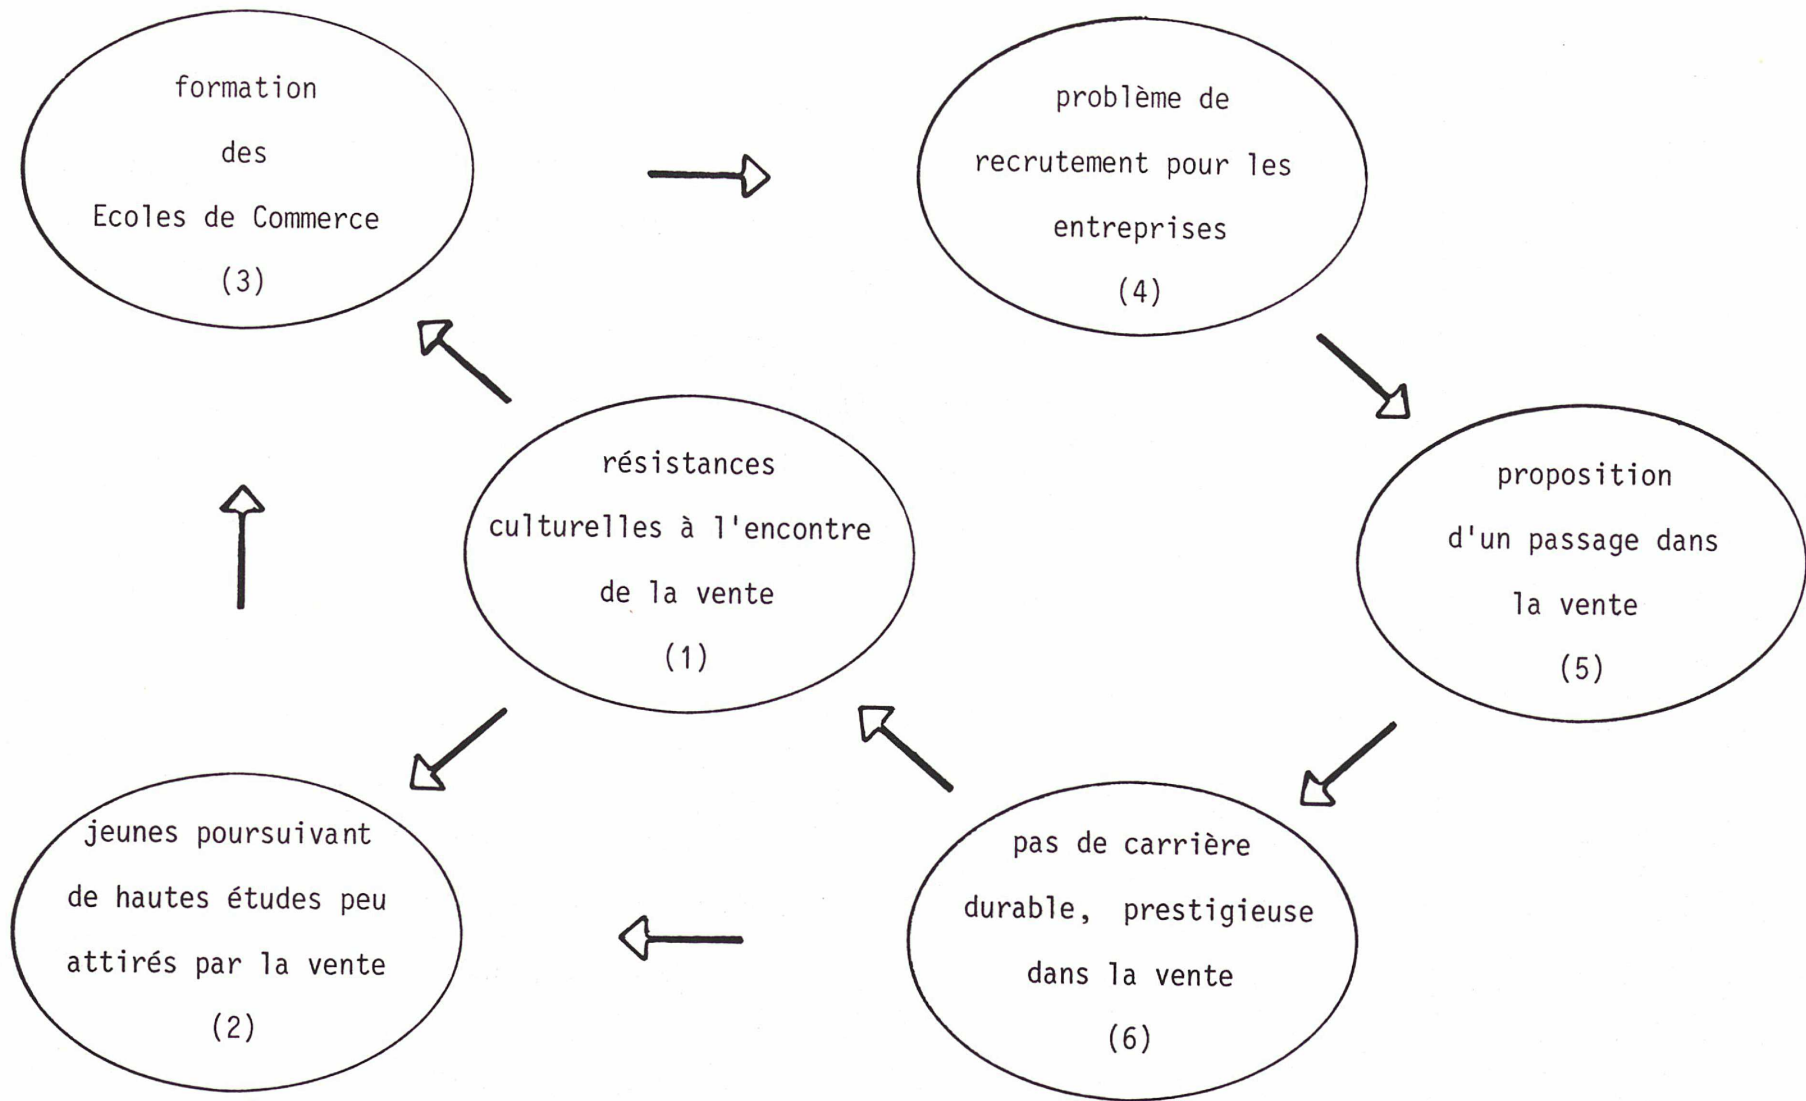 formation
des
Ecoles de Commerce
(3)
problème de
recrutement pour les
entreprises
(4)
résistances
culturelles à l'encontre
de la vente
(1)
proposition
d'un passage dans
la vente
(5)
jeunes poursuivant
de hautes études peu
attirés par la vente
(2)
pas de carrière
durable, prestigieuse
dans la vente
(6)